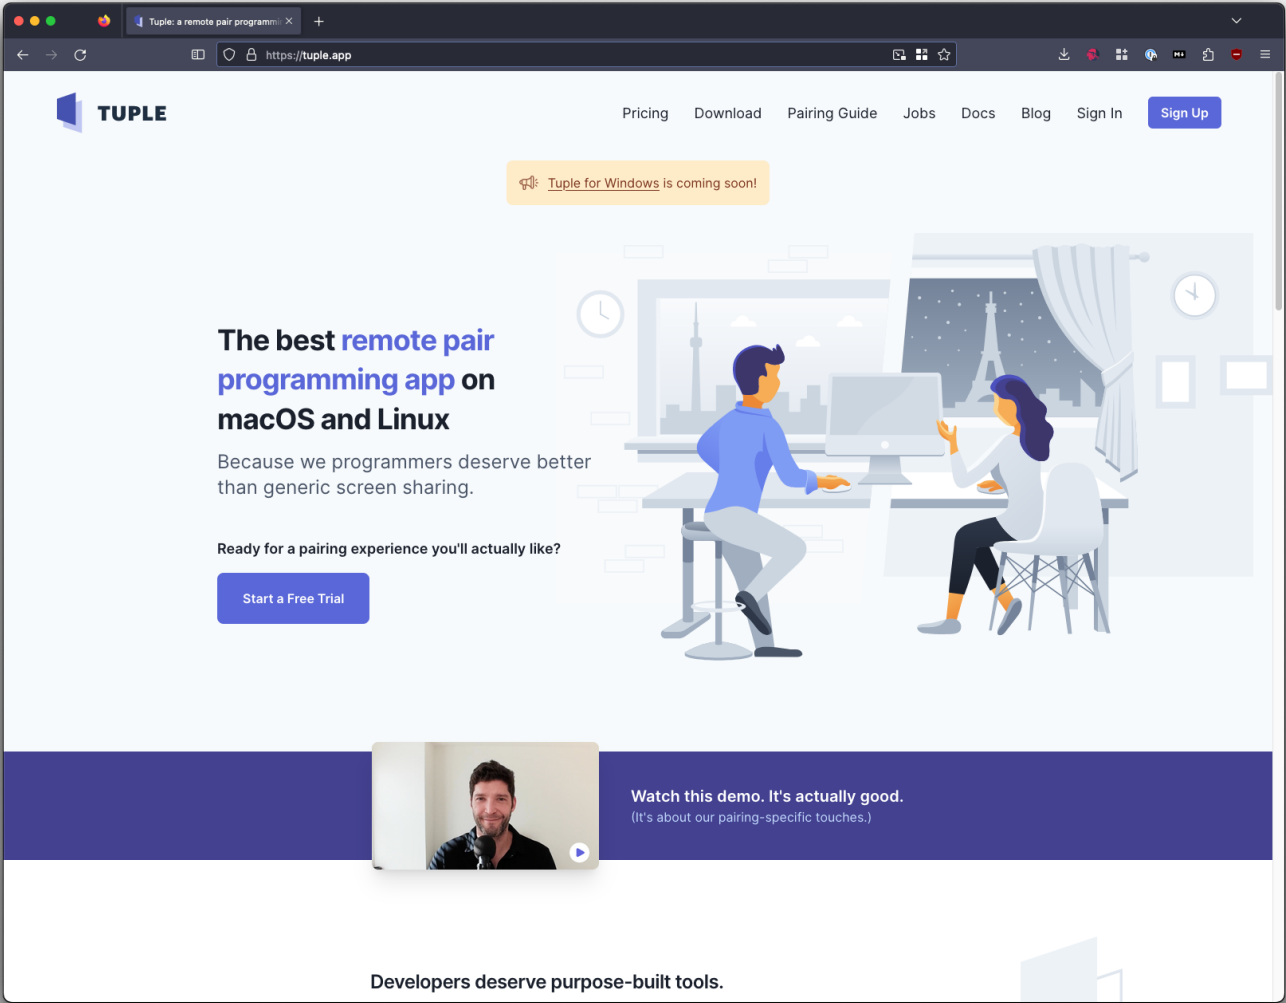 Tuple: a remote pair programmi
https://tuple.app
TUPLE
Pricing
Download
Pairing Guide
Jobs
Docs
Blog
Sign In
Sign Up
Tuple for Windows is coming soon!
The best remote pair
programming app on
macOS and Linux
Because we programmers deserve better
than generic screen sharing.
Ready for a pairing experience you'll actually like?
Start a Free Trial
Watch this demo. It's actually good.
(It's about our pairing-specific touches.)
Developers deserve purpose-built tools.